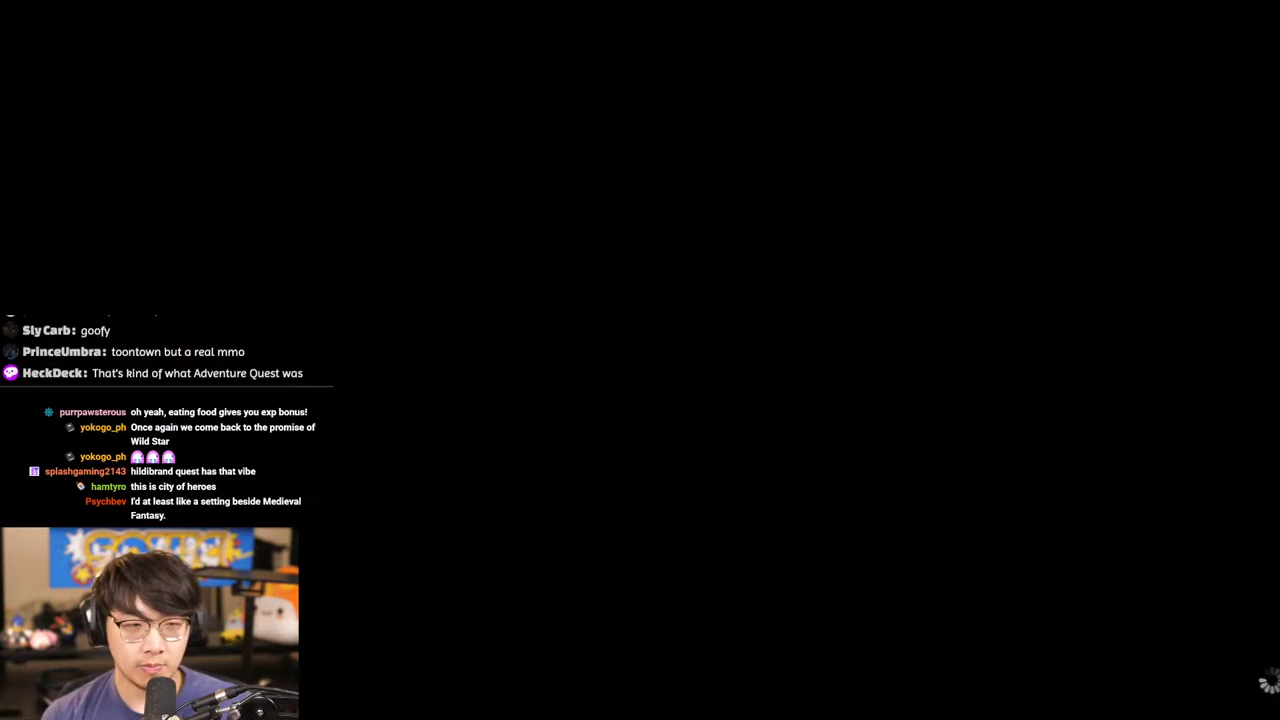 Sly Carb: goofy
PrinceUmbra: toontown but a real mmo
HeckDeck: That's kind of what Adventure Quest was
purrpawsterous oh yeah, eating food gives you exp bonus!
yokogo_ph Once again we come back to the promise of
Wild Star
yokogo_ph
splashgaming2143 hildibrand quest has that vibe
hamtyro this is city of heroes
Psychbev I'd at least like a setting beside Medieval
Fantasy.